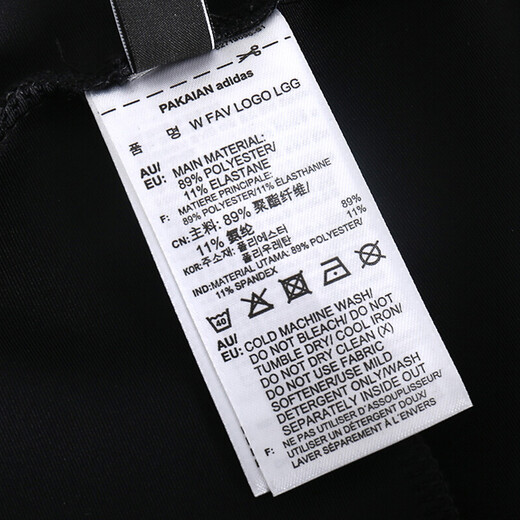 PAKAIAN adidas
품 명 W FAV LOGO LGG
AU/
EU: MAIN MATERIAL:
89% POLYESTER/
11% ELASTANE
F: MATIERE PRINCIPALE:
89% POLYESTER/11% ELASTHANNE
CN: 主料: 89% 聚酯纤维/
11% 氨纶
KOR: 주소재: 폴리에스터 89%
폴리우레탄 11%
IND: MATERIAL UTAMA: 89% POLYESTER/
11% SPANDEX
40
AU/
EU: COLD MACHINE WASH/
DO NOT BLEACH/ DO NOT
TUMBLE DRY/ COOL IRON/
DO NOT DRY CLEAN (X)
DO NOT USE FABRIC
SOFTENER/USE MILD
DETERGENT ONLY/WASH
SEPARATELY INSIDE OUT
F: NE PAS UTILISER D'ASSOUPLISSEUR/
UTILISER UN DETERGENT DOUX/
LAVER SÉPAREMENT À L'ENVERS